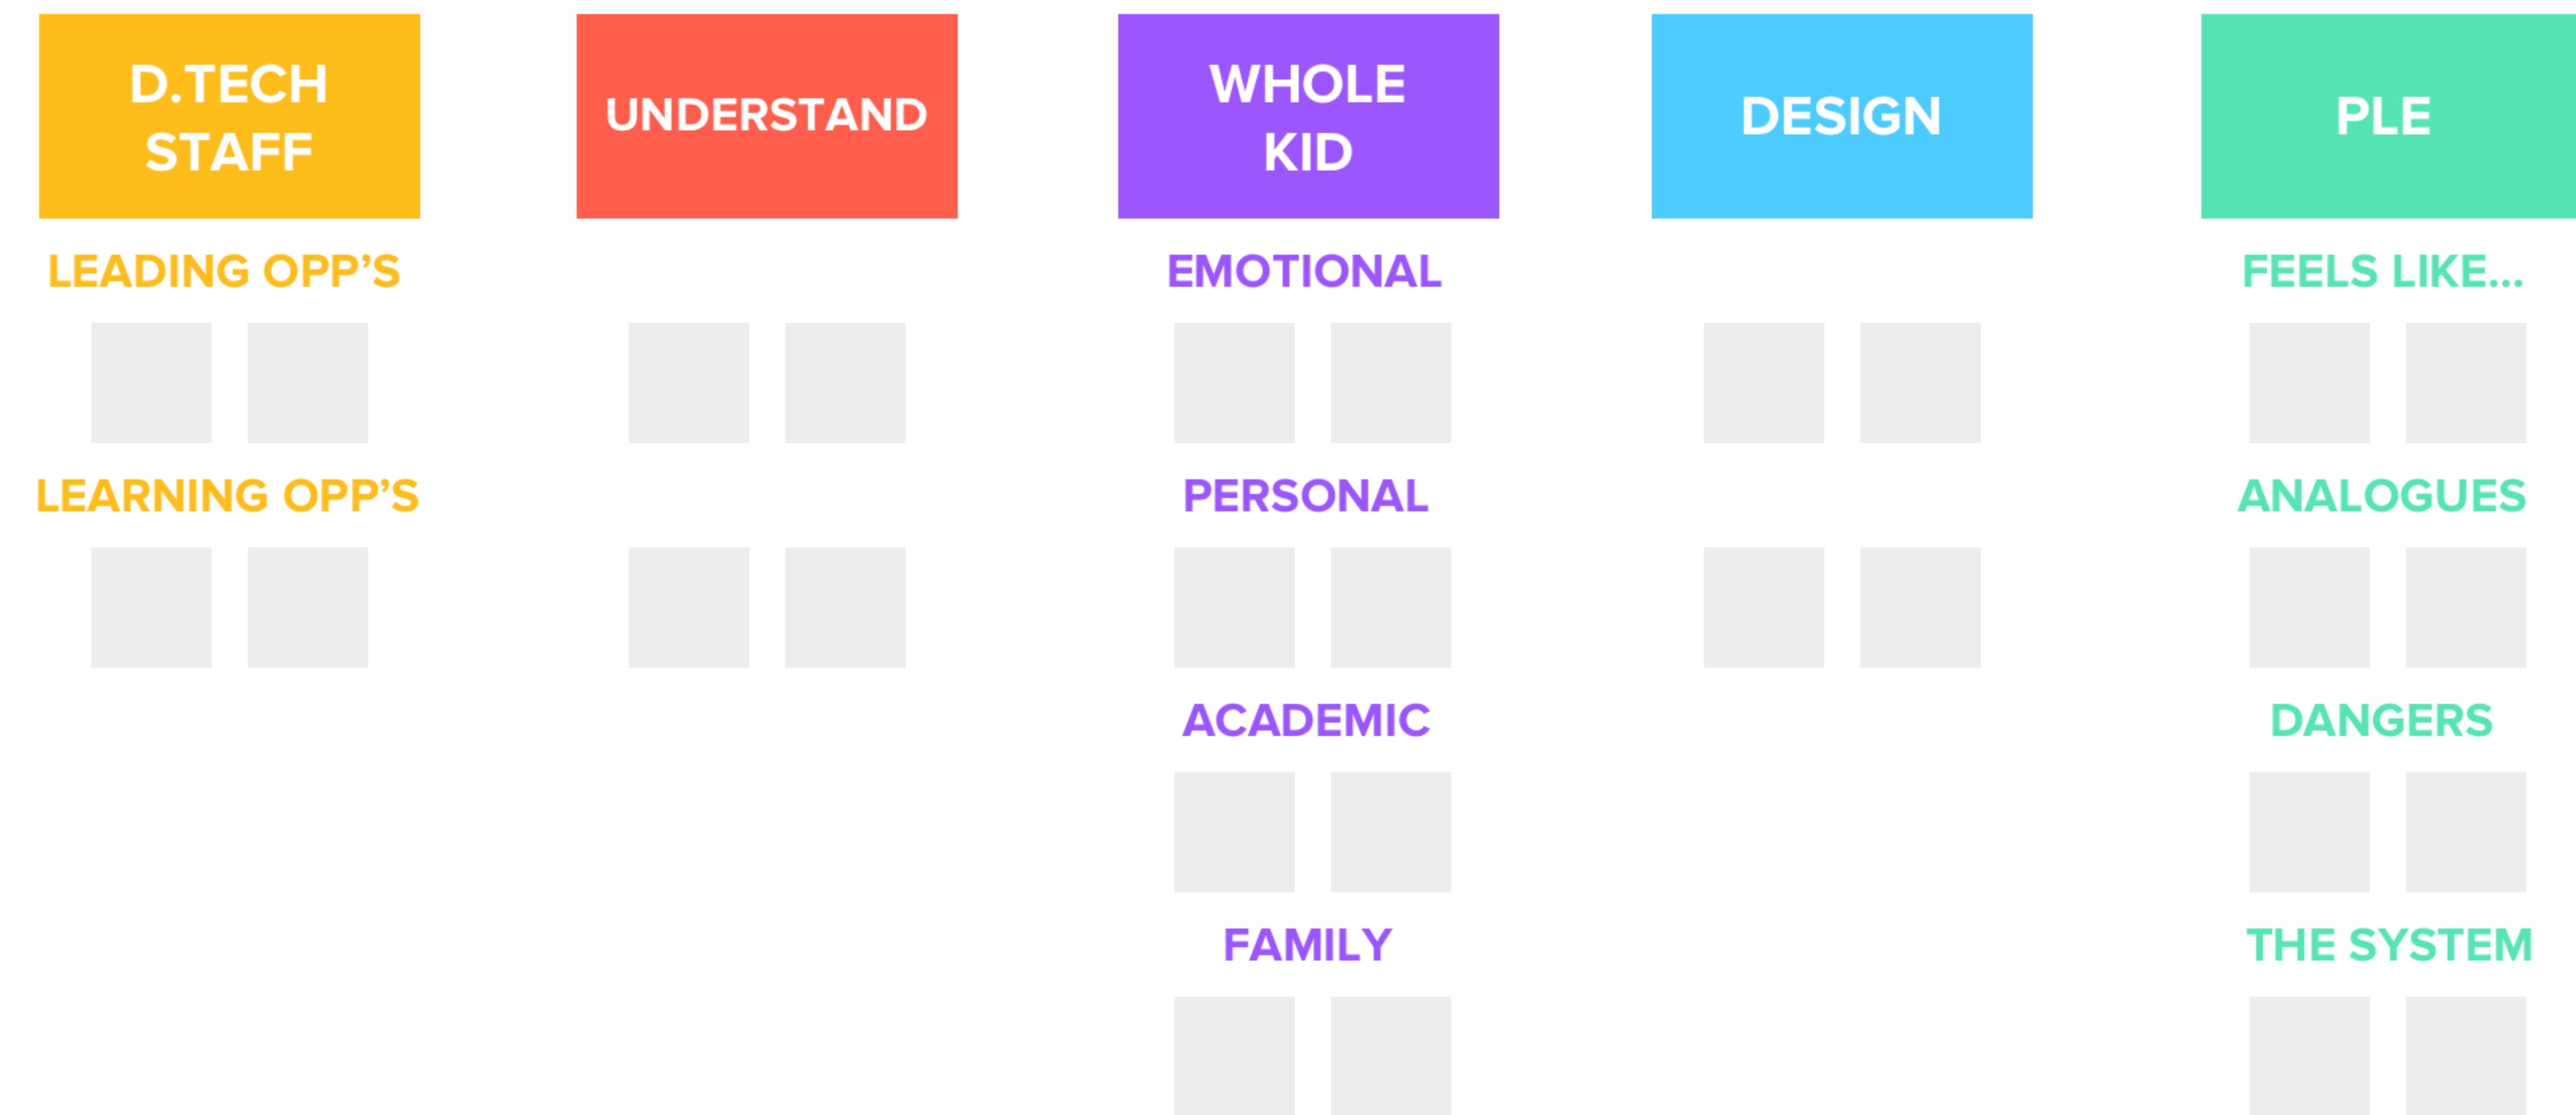 D.TECH
STAFF
UNDERSTAND
WHOLE
KID
DESIGN
PLE
LEADING OPP’S
EMOTIONAL
FEELS LIKE...
LEARNING OPP’S
PERSONAL
ANALOGUES
ACADEMIC
DANGERS
FAMILY
THE SYSTEM